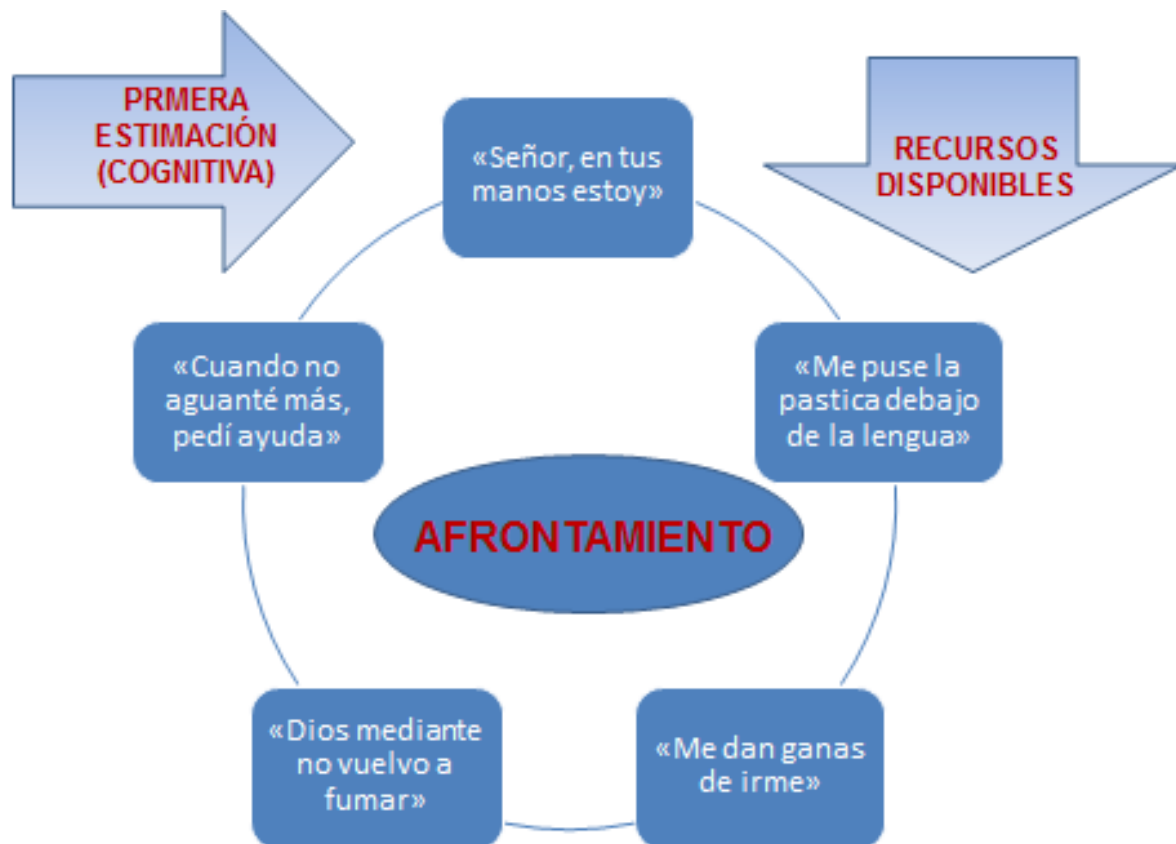 PRMERA
ESTIMACIÓN
(COGNITIVA)
«Señor, en tus
manos estoy»
RECURSOS
DISPONIBLES
«Cuando no
aguanté más,
pedí ayuda»
«Me puse la
pastica debajo
de la lengua»
AFRONTAMIENTO
«Dios mediante
no vuelvo a
fumar»
«Me dan ganas
de irme»